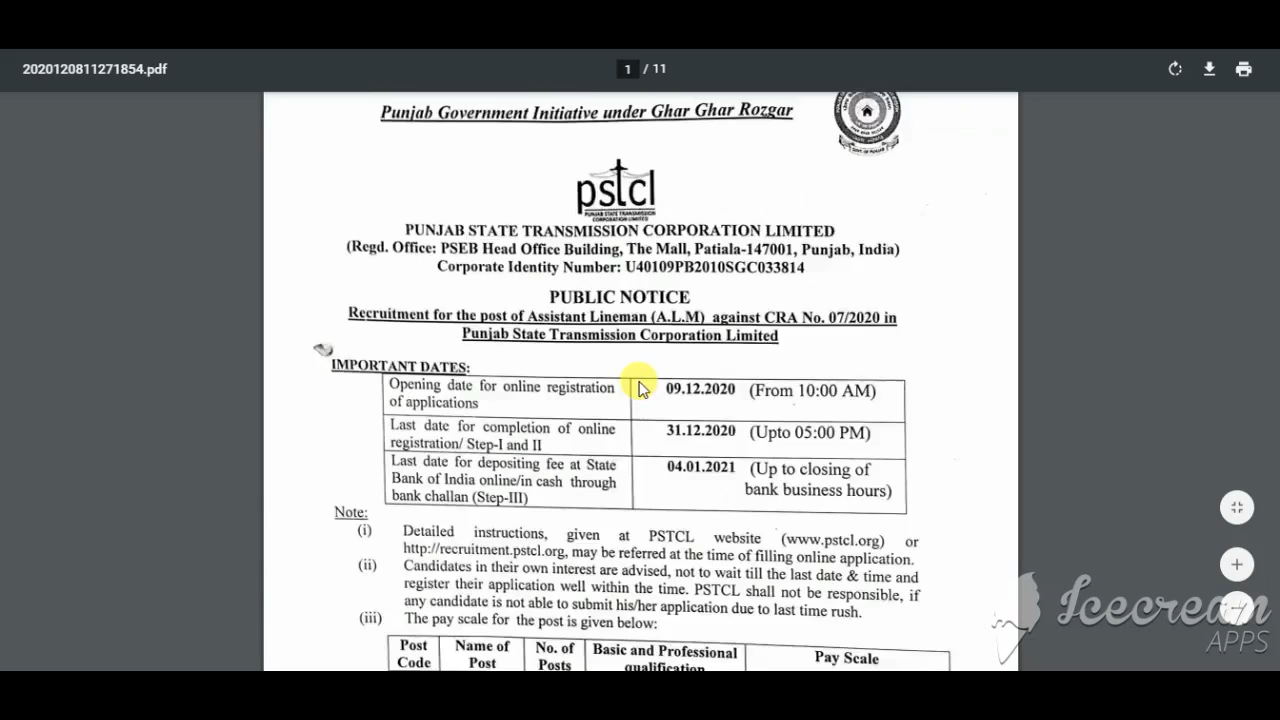 2020120811271854.pdf
1 / 11
Punjab Government Initiative under Ghar Ghar Rozgar
pstcl
PUNJAB STATE TRANSMISSION
CORPORATION LIMITED
PUNJAB STATE TRANSMISSION CORPORATION LIMITED
(Regd. Office: PSEB Head Office Building, The Mall, Patiala-147001, Punjab, India)
Corporate Identity Number: U40109PB2010SGC033814
PUBLIC NOTICE
Recruitment for the post of Assistant Lineman (A.L.M) against CRA No. 07/2020 in
Punjab State Transmission Corporation Limited
IMPORTANT DATES:
Opening date for online registration of applications 09.12.2020 (From 10:00 AM)
Last date for completion of online registration/ Step-I and II 31.12.2020 (Upto 05:00 PM)
Last date for depositing fee at State Bank of India online/in cash through bank challan (Step-III) 04.01.2021 (Up to closing of bank business hours)
Note:
(i) Detailed instructions, given at PSTCL website (www.pstcl.org) or
http://recruitment.pstcl.org, may be referred at the time of filling online application.
(ii) Candidates in their own interest are advised, not to wait till the last date & time and
register their application well within the time. PSTCL shall not be responsible, if
any candidate is not able to submit his/her application due to last time rush.
(iii) The pay scale for the post is given below:
Post Code Name of Post No. of Posts Basic and Professional qualification Pay Scale
Icecream
APPS